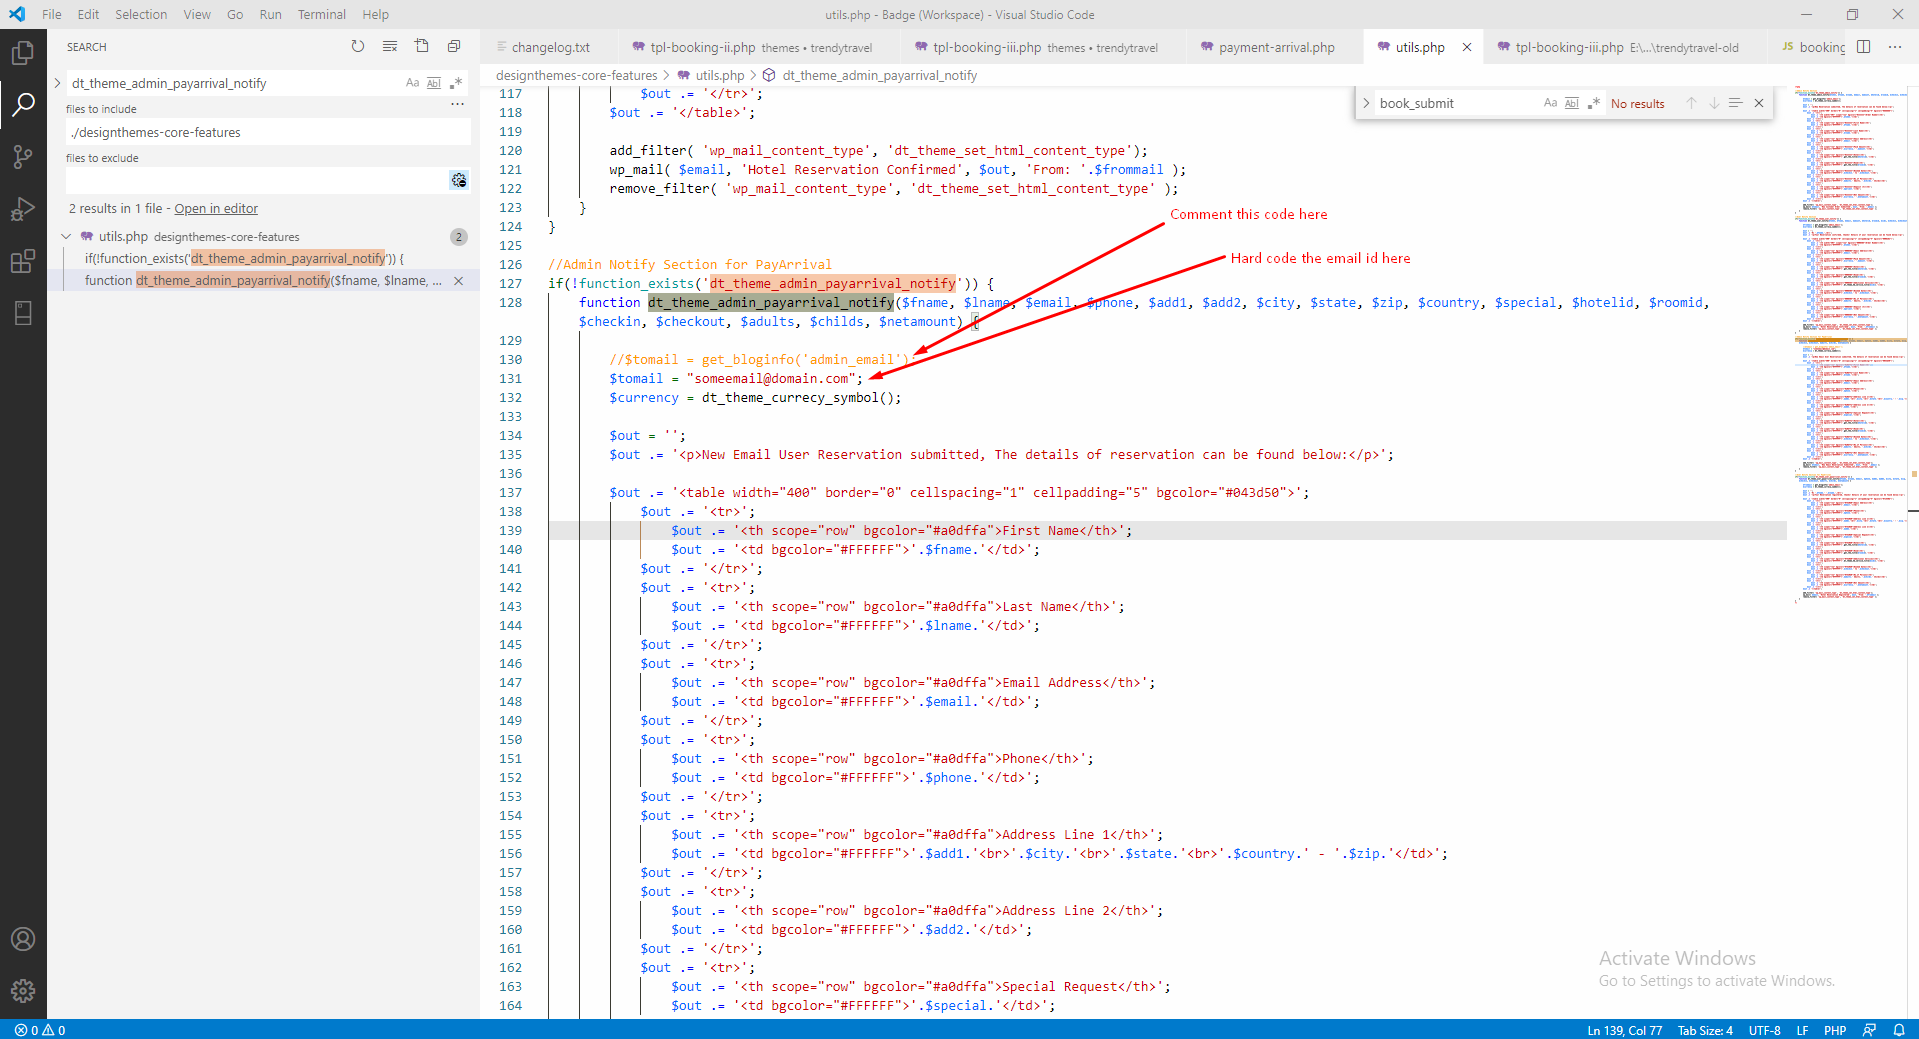 File Edit Selection View Go Run Terminal Help
utils.php - Badge (Workspace) - Visual Studio Code
SEARCH
dt_theme_admin_payarrival_notify
Aa Abl .*
files to include
...
./designthemes-core-features
files to exclude
2 results in 1 file - Open in editor
utils.php designthemes-core-features 2
if(!function_exists('dt_theme_admin_payarrival_notify')) {
function dt_theme_admin_payarrival_notify($fname, $lname, ...
changelog.txt
tpl-booking-ii.php themes • trendytravel
tpl-booking-iii.php themes • trendytravel
payment-arrival.php
utils.php
tpl-booking-iii.php E:\...\trendytravel-old
JS booking
designthemes-core-features > utils.php > dt_theme_admin_payarrival_notify
book_submit Aa Abl .* No results
117 $out .= '</tr>';
118 $out .= '</table>';
119
120 add_filter( 'wp_mail_content_type', 'dt_theme_set_html_content_type');
121 wp_mail( $email, 'Hotel Reservation Confirmed', $out, 'From: '.$frommail );
122 remove_filter( 'wp_mail_content_type', 'dt_theme_set_html_content_type' );
123 }
Comment this code here
124 }
125
Hard code the email id here
126 //Admin Notify Section for PayArrival
127 if(!function_exists('dt_theme_admin_payarrival_notify')) {
128 function dt_theme_admin_payarrival_notify($fname, $lname, $email, $phone, $add1, $add2, $city, $state, $zip, $country, $special, $hotelid, $roomid,
$checkin, $checkout, $adults, $childs, $netamount) {
129
130 //$tomail = get_bloginfo('admin_email');
131 $tomail = "someemail@domain.com";
132 $currency = dt_theme_currecy_symbol();
133
134 $out = '';
135 $out .= '<p>New Email User Reservation submitted, The details of reservation can be found below:</p>';
136
137 $out .= '<table width="400" border="0" cellspacing="1" cellpadding="5" bgcolor="#043d50">';
138 $out .= '<tr>';
139 $out .= '<th scope="row" bgcolor="#a0dffa">First Name</th>';
140 $out .= '<td bgcolor="#FFFFFF">'.$fname.'</td>';
141 $out .= '</tr>';
142 $out .= '<tr>';
143 $out .= '<th scope="row" bgcolor="#a0dffa">Last Name</th>';
144 $out .= '<td bgcolor="#FFFFFF">'.$lname.'</td>';
145 $out .= '</tr>';
146 $out .= '<tr>';
147 $out .= '<th scope="row" bgcolor="#a0dffa">Email Address</th>';
148 $out .= '<td bgcolor="#FFFFFF">'.$email.'</td>';
149 $out .= '</tr>';
150 $out .= '<tr>';
151 $out .= '<th scope="row" bgcolor="#a0dffa">Phone</th>';
152 $out .= '<td bgcolor="#FFFFFF">'.$phone.'</td>';
153 $out .= '</tr>';
154 $out .= '<tr>';
155 $out .= '<th scope="row" bgcolor="#a0dffa">Address Line 1</th>';
156 $out .= '<td bgcolor="#FFFFFF">'.$add1.'<br>'.$city.'<br>'.$state.'<br>'.$country.' - '.$zip.'</td>';
157 $out .= '</tr>';
158 $out .= '<tr>';
159 $out .= '<th scope="row" bgcolor="#a0dffa">Address Line 2</th>';
160 $out .= '<td bgcolor="#FFFFFF">'.$add2.'</td>';
161 $out .= '</tr>';
162 $out .= '<tr>';
163 $out .= '<th scope="row" bgcolor="#a0dffa">Special Request</th>';
164 $out .= '<td bgcolor="#FFFFFF">'.$special.'</td>';
Activate Windows
Go to Settings to activate Windows.
0 0
Ln 139, Col 77 Tab Size: 4 UTF-8 LF PHP